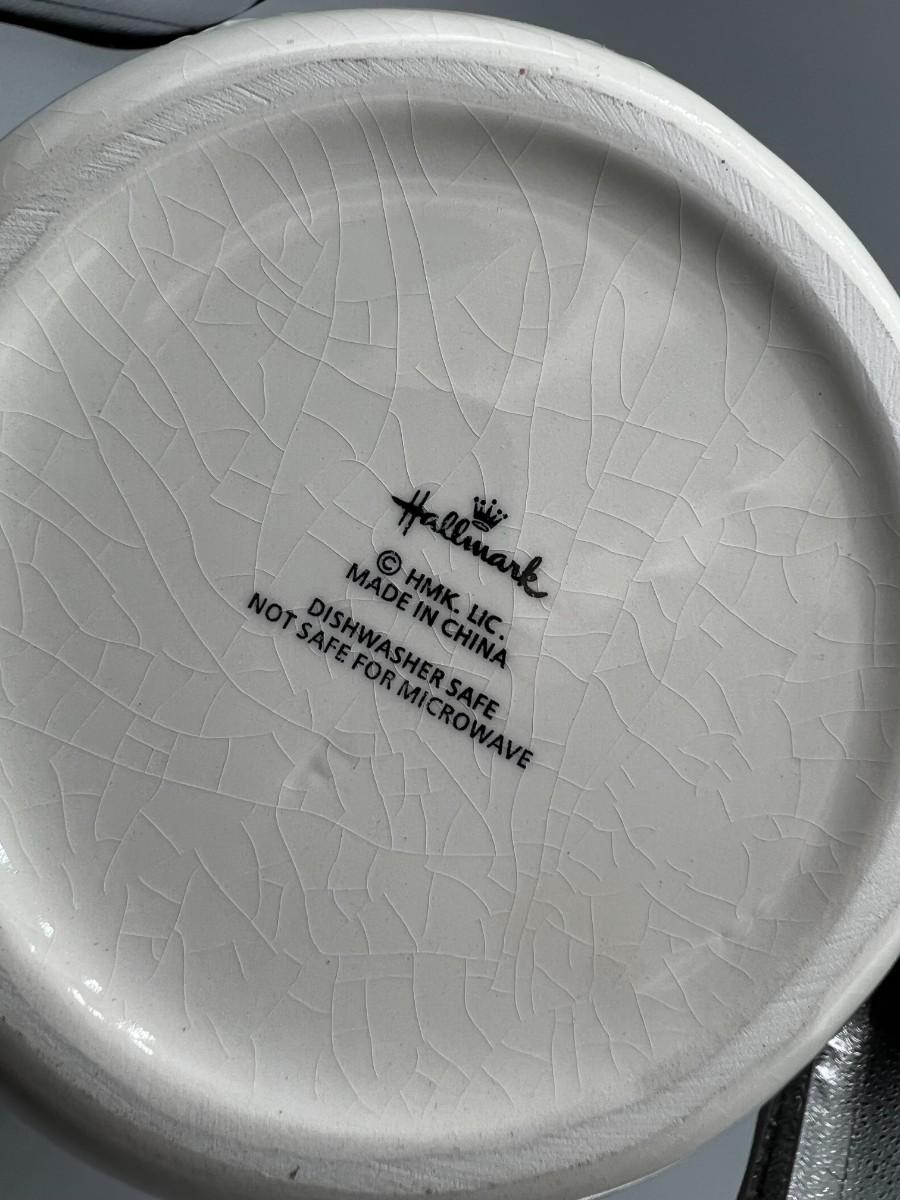 Hallmark
© HMK. LIC.
MADE IN CHINA
DISHWASHER SAFE
NOT SAFE FOR MICROWAVE